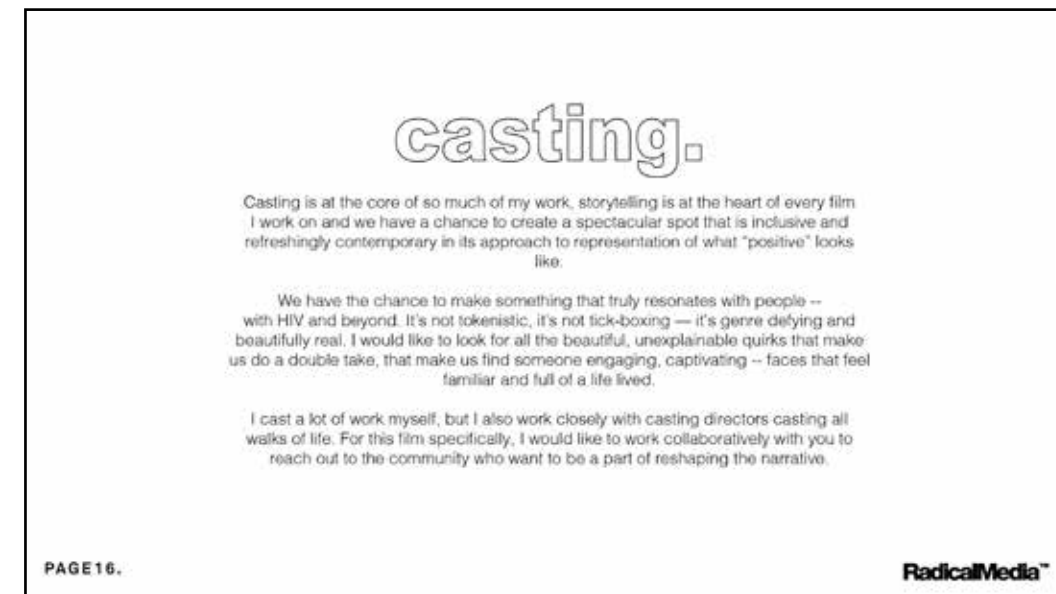 casting.
Casting is at the core of so much of my work, storytelling is at the heart of every film
I work on and we have a chance to create a spectacular spot that is inclusive and
refreshingly contemporary in its approach to representation of what “positive” looks
like.
We have the chance to make something that truly resonates with people --
with HIV and beyond. It's not tokenistic, it's not tick-boxing — it's genre defying and
beautifully real. I would like to look for all the beautiful, unexplainable quirks that make
us do a double take, that make us find someone engaging, captivating -- faces that feel
familiar and full of a life lived.
I cast a lot of work myself, but I also work closely with casting directors casting all
walks of life. For this film specifically, I would like to work collaboratively with you to
reach out to the community who want to be a part of reshaping the narrative.
PAGE16.
RadicalMedia™